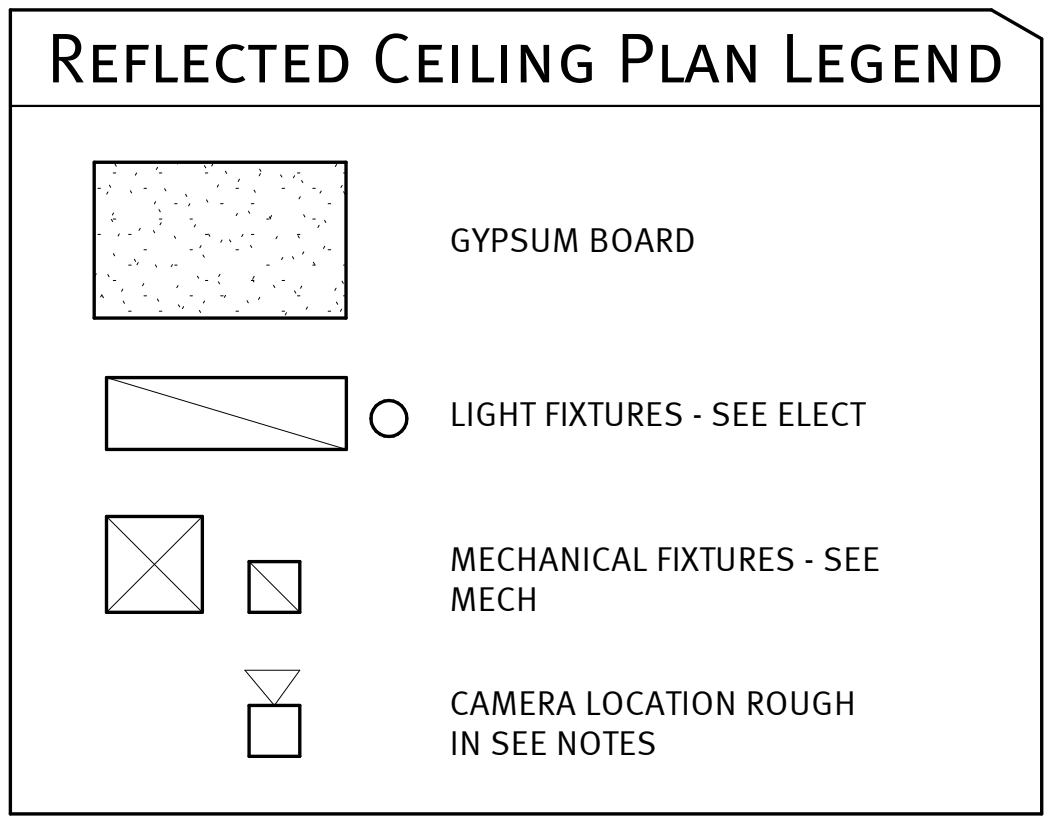 REFLECTED CEILING PLAN LEGEND
GYPSUM BOARD
LIGHT FIXTURES - SEE ELECT
MECHANICAL FIXTURES - SEE
MECH
CAMERA LOCATION ROUGH
IN SEE NOTES